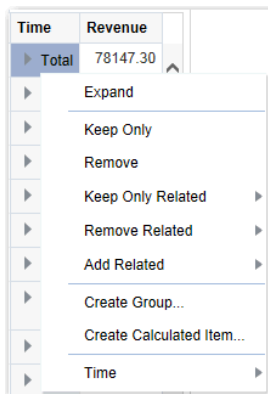 Time Revenue
Total 78147.30
Expand
Keep Only
Remove
Keep Only Related
Remove Related
Add Related
Create Group...
Create Calculated Item...
Time